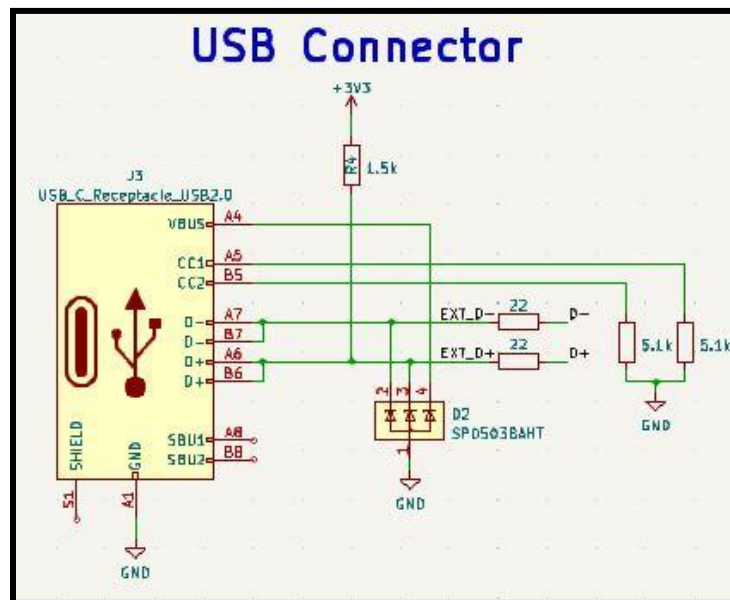 USB Connector
+3V3
R4
1.5k
J3
USB_C_Receptacle_USB2.0
VBUS A4
CC1 A5
CC2 B5
D- A7
D- B7
D+ A6
D+ B6
EXT_D- 22 D-
EXT_D+ 22 D+
5.1k 5.1k
GND
2 3 4
D2
SP0503BAHT
1
GND
SBU1 A8
SBU2 B8
SHIELD
GND
S1
A1
GND